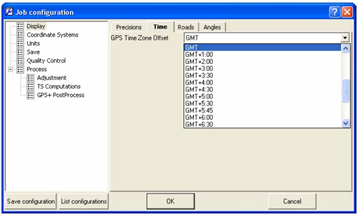 Job configuration
Display
Coordinate Systems
Units
Save
Quality Control
Process
Adjustment
TS Computations
GPS+ PostProcess
Precisions Time Roads Angles
GPS Time Zone Offset GMT
GMT
GMT+1:00
GMT+2:00
GMT+3:00
GMT+3:30
GMT+4:00
GMT+4:30
GMT+5:00
GMT+5:30
GMT+5:45
GMT+6:00
GMT+6:30
Save configuration List configurations OK Cancel